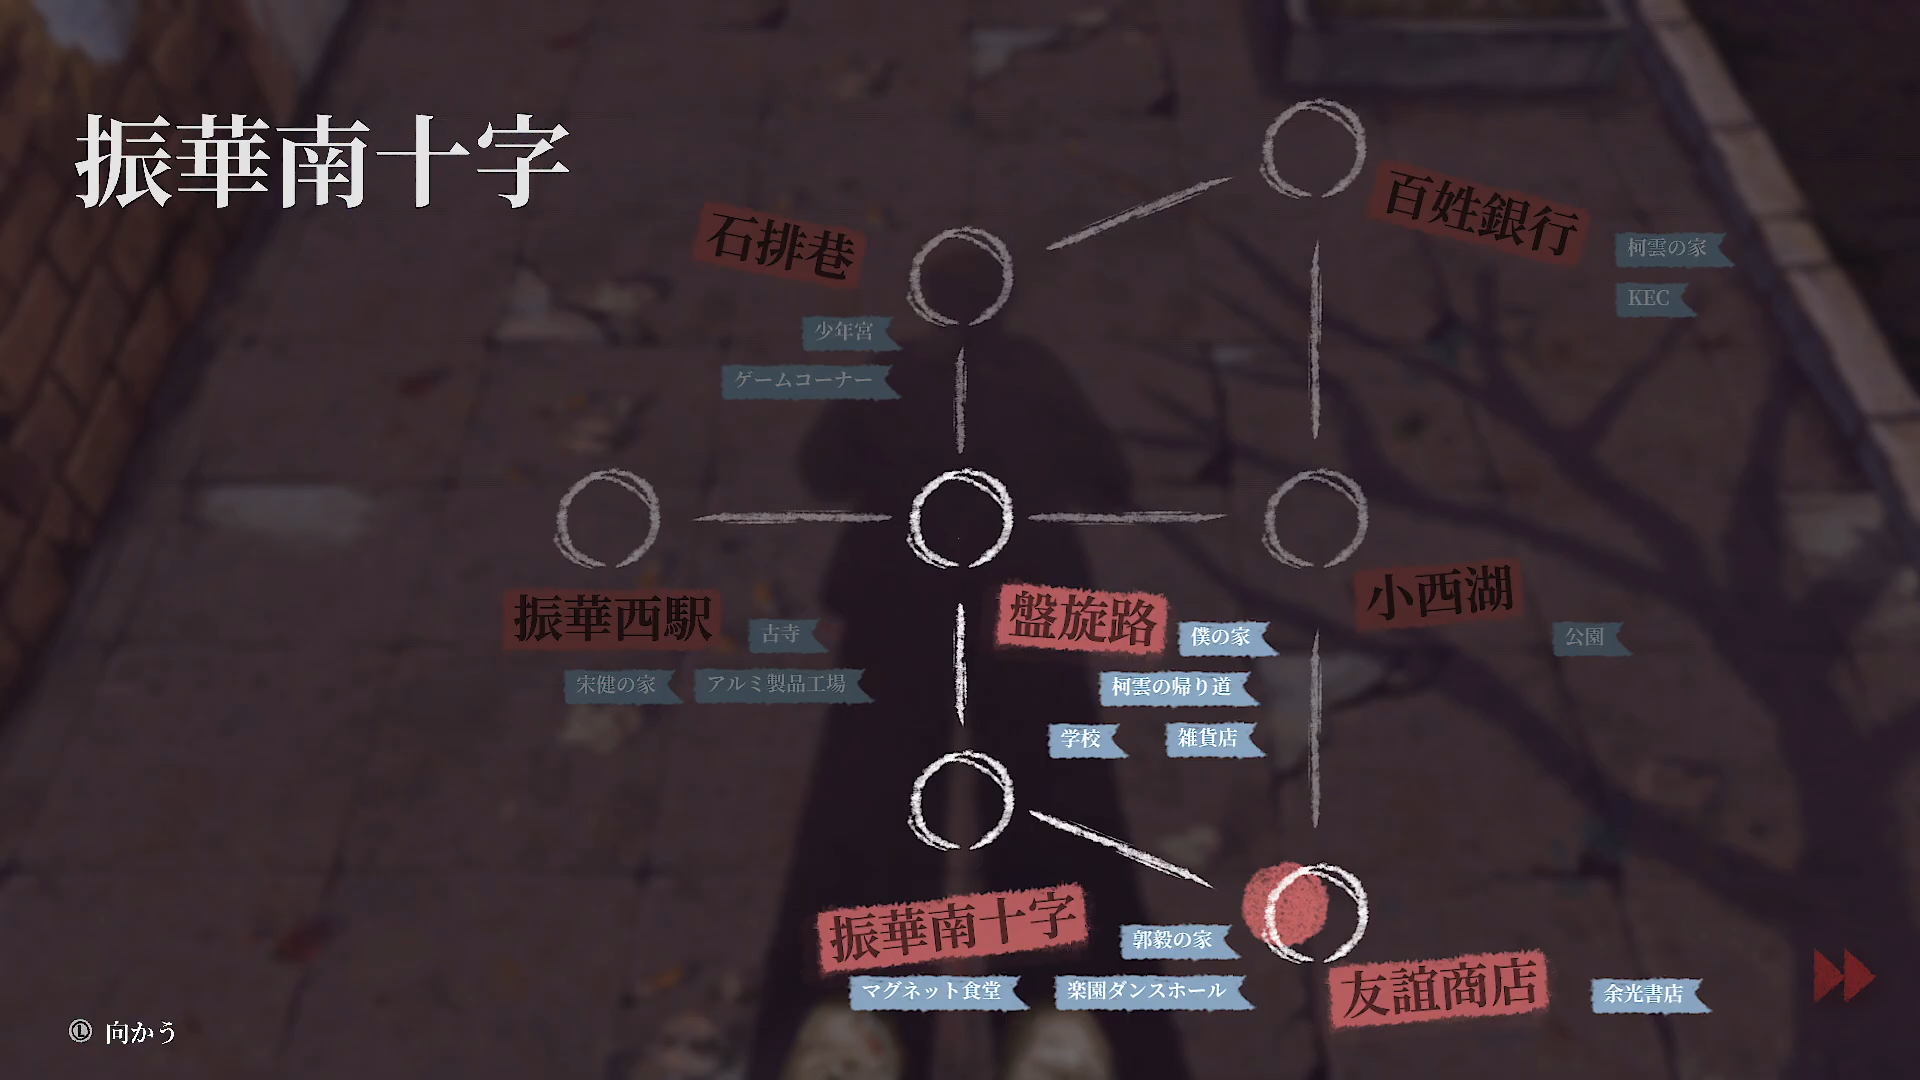 振華南十字
百姓銀行
柯雲の家
KEC
石排巷
少年宮
ゲームコーナー
振華西駅
古寺
宋健の家
アルミ製品工場
盤旋路
僕の家
柯雲の帰り道
学校
雑貨店
小西湖
公園
振華南十字
郭毅の家
マグネット食堂
楽園ダンスホール
友誼商店
余光書店
L 向かう